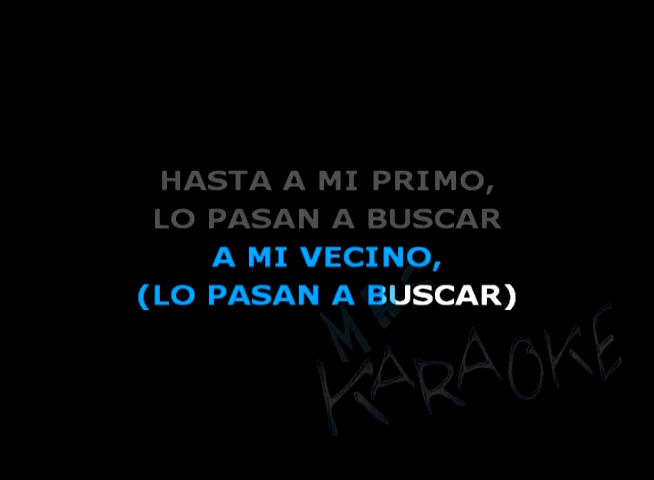 HASTA A MI PRIMO,
LO PASAN A BUSCAR
A MI VECINO,
(LO PASAN A BUSCAR)
KARAOKE